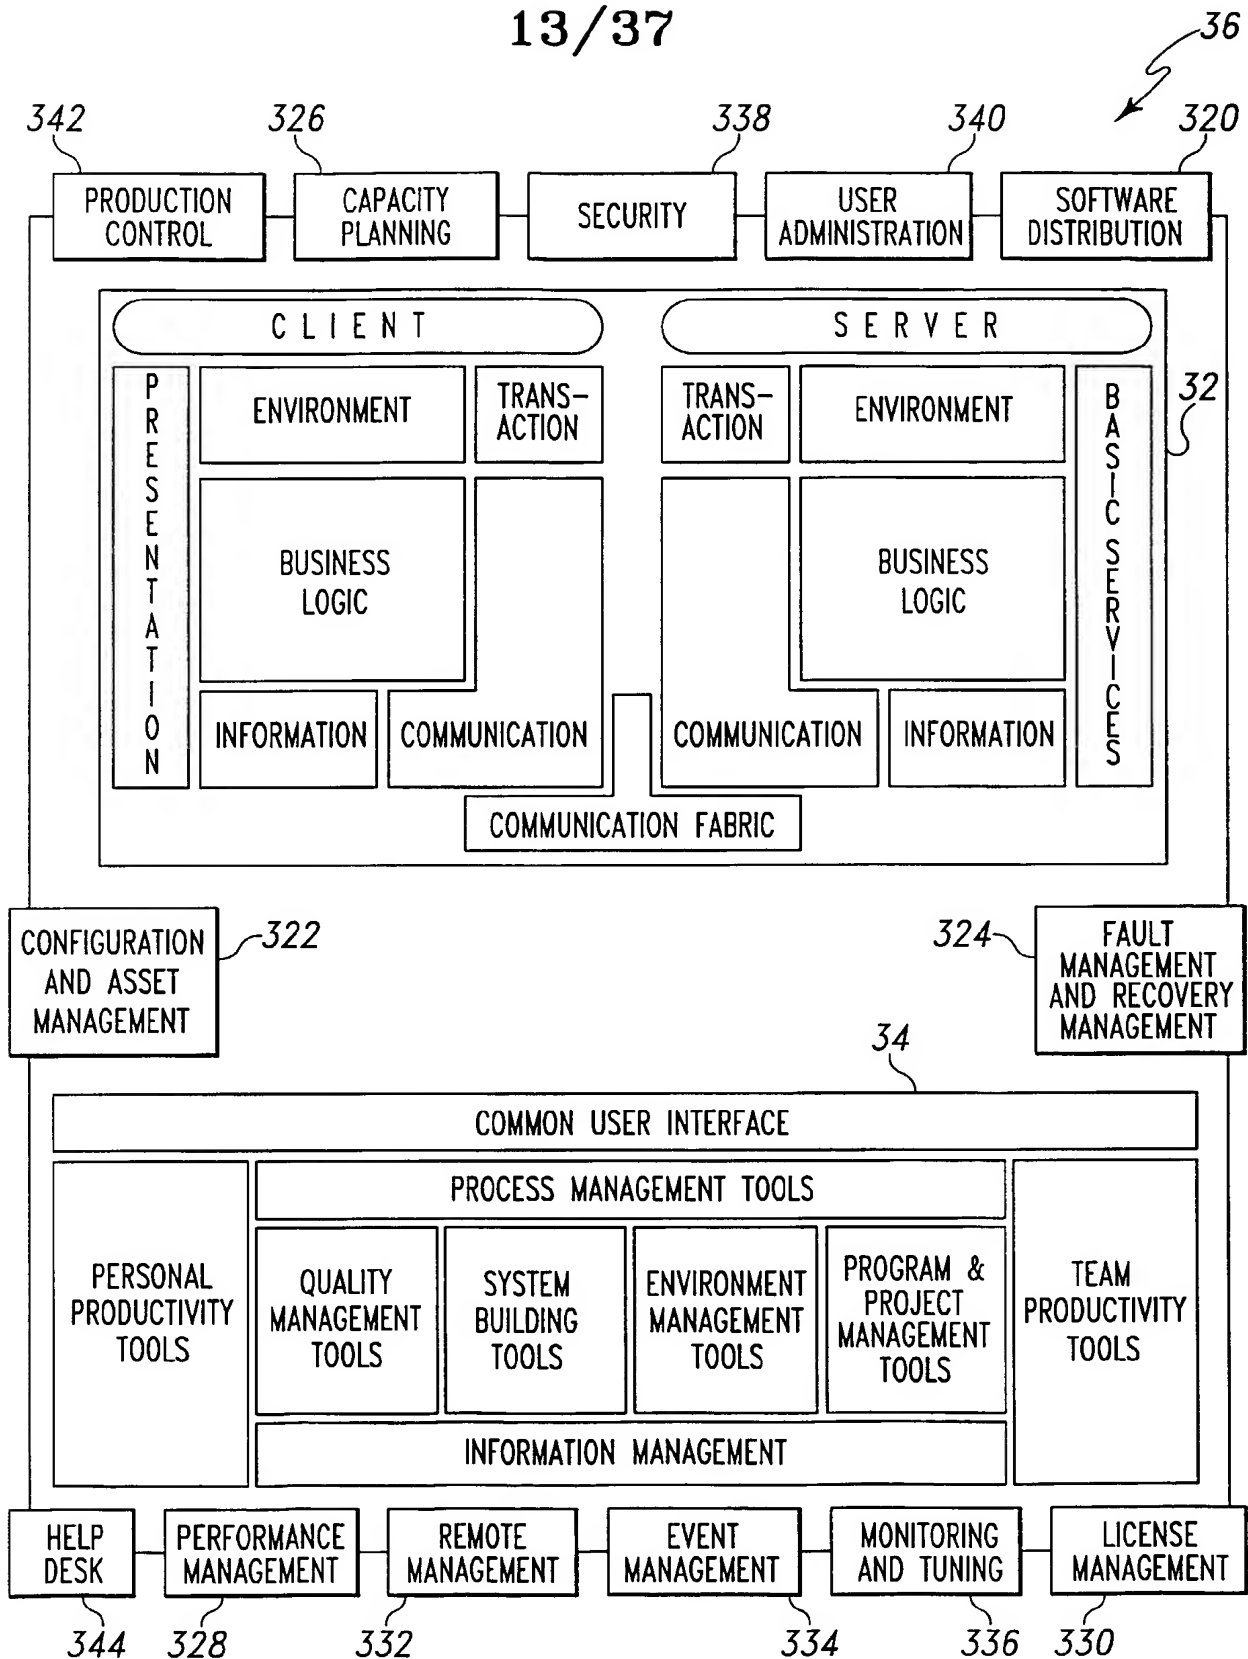 13/37
36
342
326
338
340
320
PRODUCTION
CONTROL
CAPACITY
PLANNING
SECURITY
USER
ADMINISTRATION
SOFTWARE
DISTRIBUTION
CLIENT
SERVER
32
PRESENTATION
ENVIRONMENT
TRANS-
ACTION
TRANS-
ACTION
ENVIRONMENT
BASIC SERVICES
BUSINESS
LOGIC
BUSINESS
LOGIC
INFORMATION
COMMUNICATION
COMMUNICATION
INFORMATION
COMMUNICATION FABRIC
CONFIGURATION
AND ASSET
MANAGEMENT
322
324
FAULT
MANAGEMENT
AND RECOVERY
MANAGEMENT
34
COMMON USER INTERFACE
PROCESS MANAGEMENT TOOLS
PERSONAL
PRODUCTIVITY
TOOLS
QUALITY
MANAGEMENT
TOOLS
SYSTEM
BUILDING
TOOLS
ENVIRONMENT
MANAGEMENT
TOOLS
PROGRAM &
PROJECT
MANAGEMENT
TOOLS
TEAM
PRODUCTIVITY
TOOLS
INFORMATION MANAGEMENT
HELP
DESK
PERFORMANCE
MANAGEMENT
REMOTE
MANAGEMENT
EVENT
MANAGEMENT
MONITORING
AND TUNING
LICENSE
MANAGEMENT
344
328
332
334
336
330